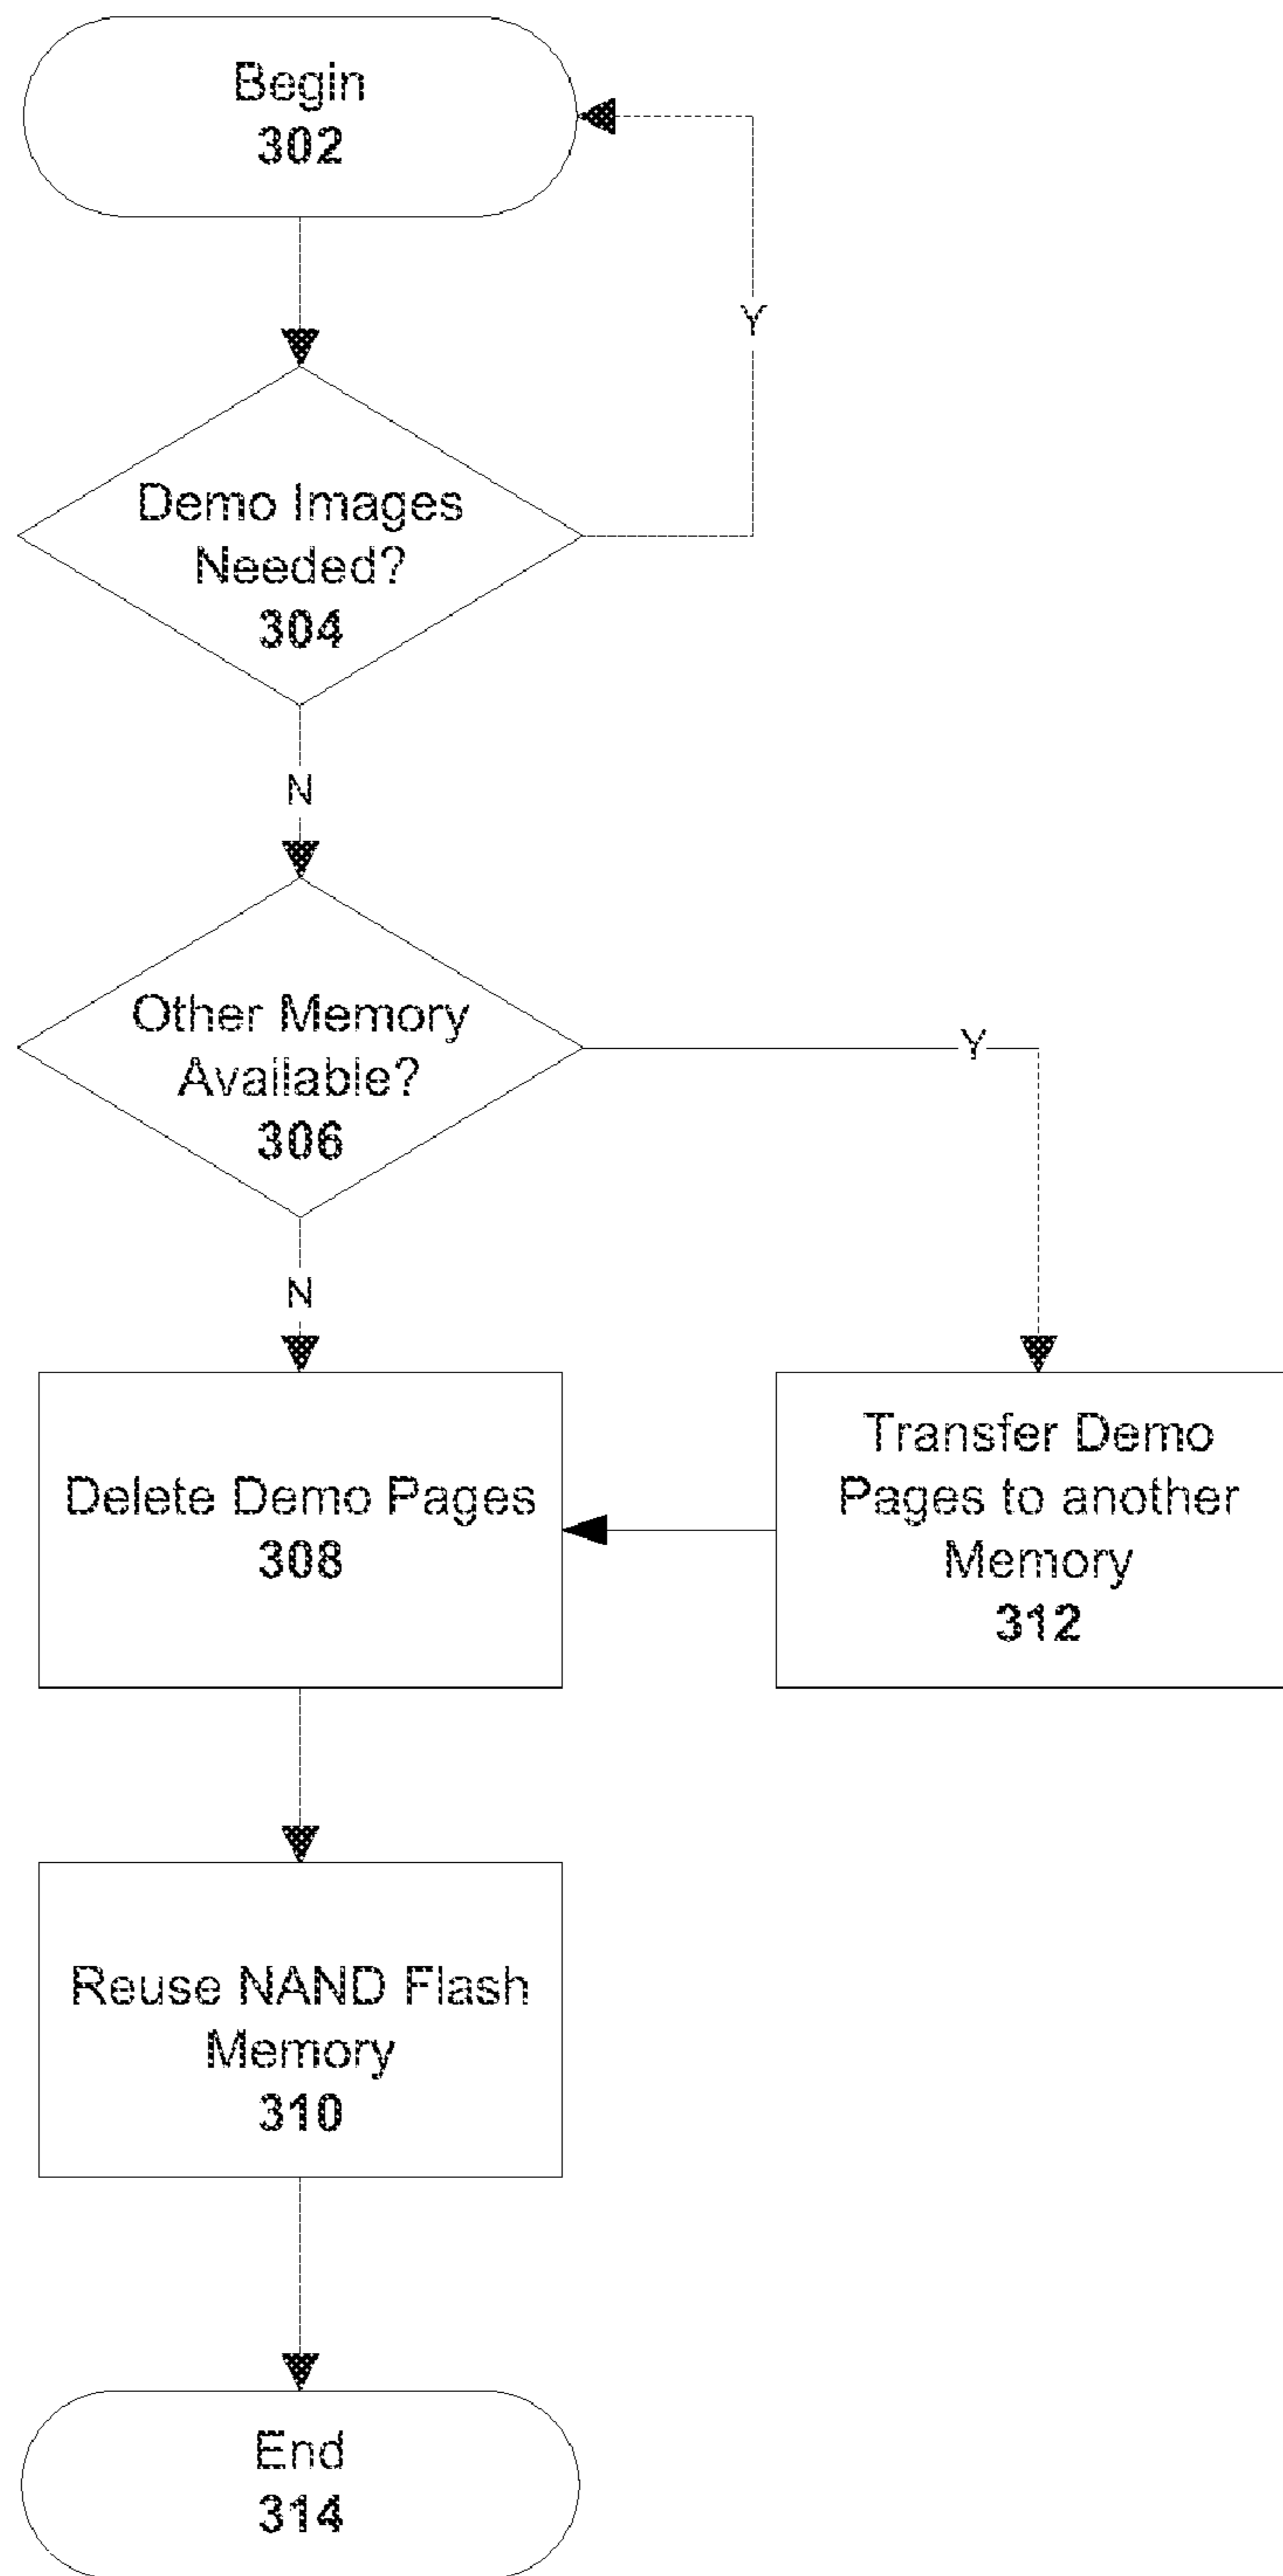 Begin
302
Y
Demo Images
Needed?
304
N
Other Memory
Available?
306
Y
N
Delete Demo Pages
308
Transfer Demo
Pages to another
Memory
312
Reuse NAND Flash
Memory
310
End
314